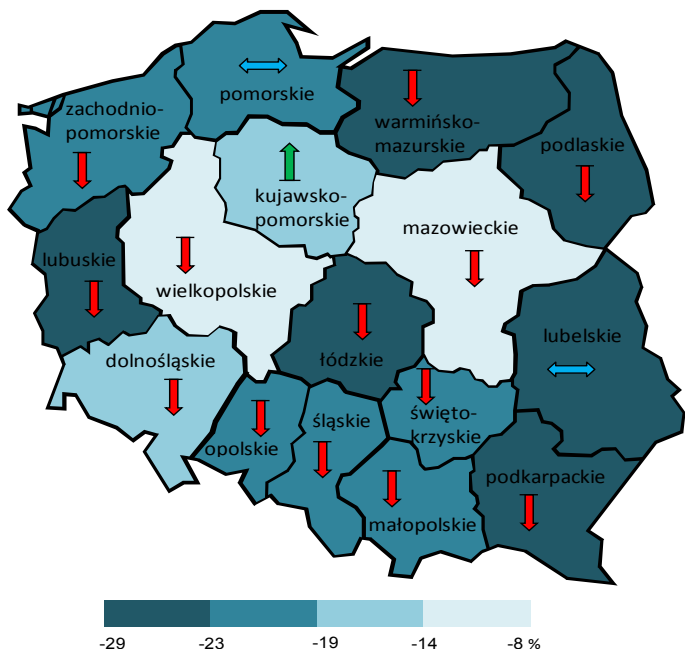 pomorskie
zachodnio-
pomorskie
warmińsko-
mazurskie
podlaskie
kujawsko-
pomorskie
mazowieckie
lubuskie
wielkopolskie
lubelskie
dolnośląskie
łódzkie
święto-
krzyskie
śląskie
opolskie
podkarpackie
małopolskie
-29 -23 -19 -14 -8 %